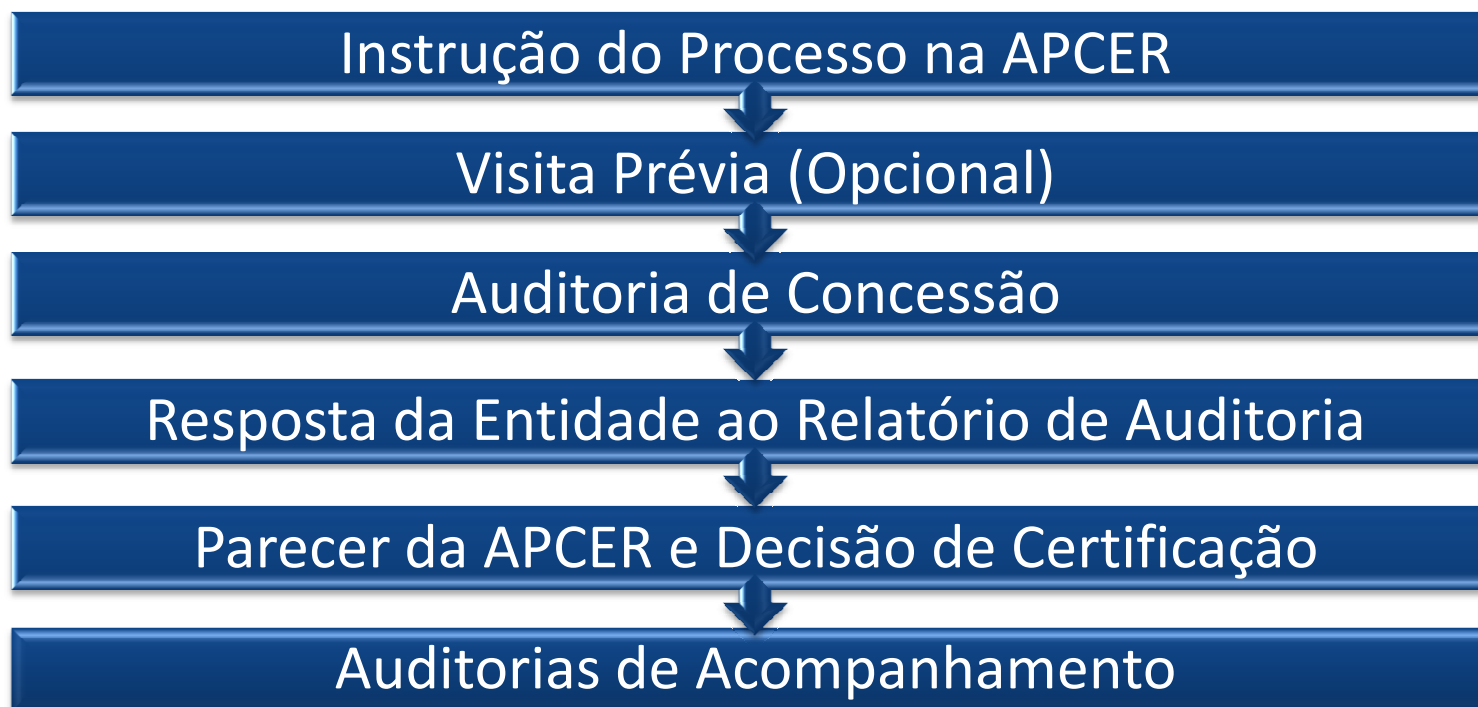 Instrução do Processo na APCER
Visita Prévia (Opcional)
Auditoria de Concessão
Resposta da Entidade ao Relatório de Auditoria
Parecer da APCER e Decisão de Certificação
Auditorias de Acompanhamento